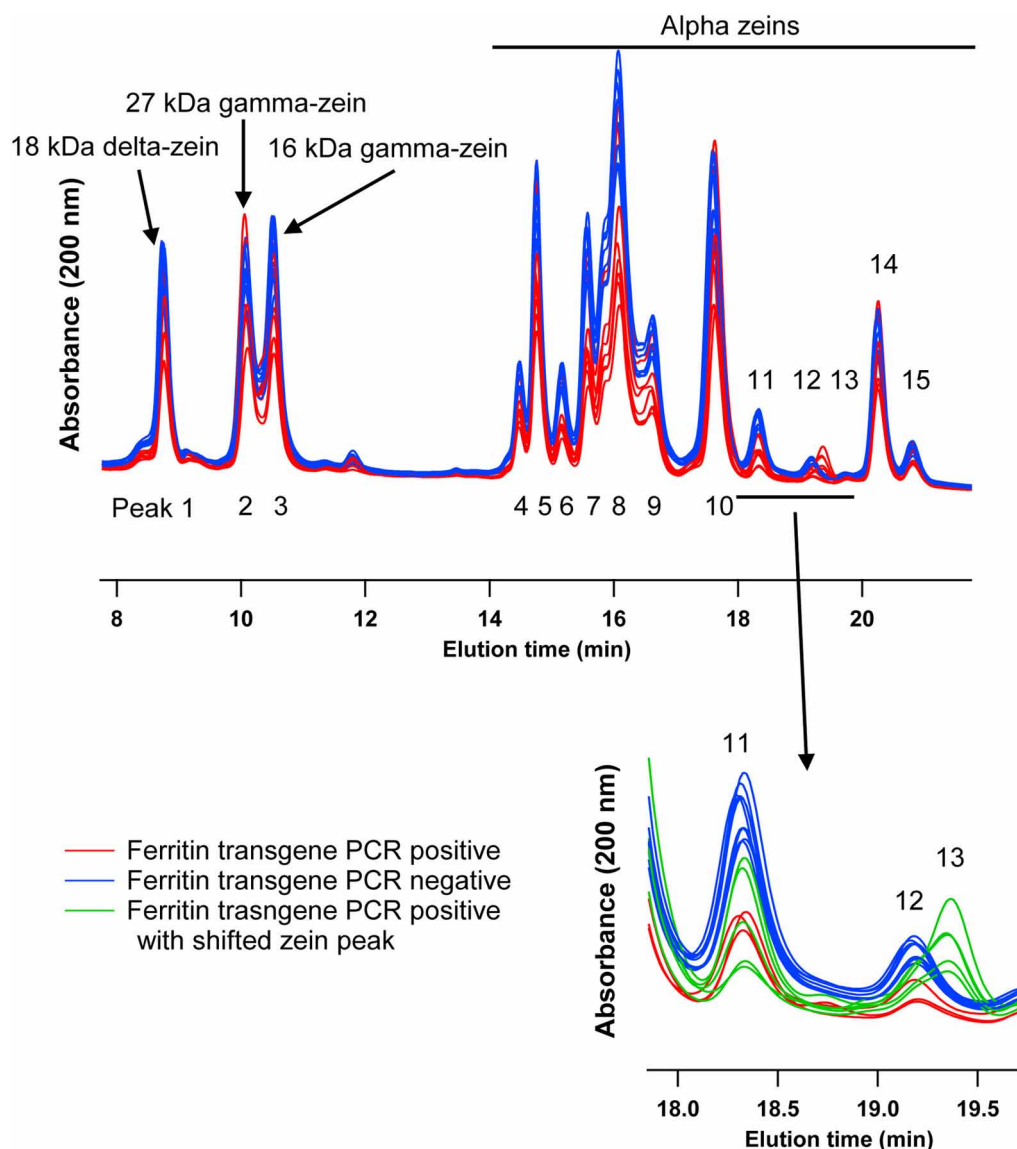 Alpha zeins
27 kDa gamma-zein
18 kDa delta-zein
16 kDa gamma-zein
Absorbance (200 nm)
14
11 12 13 15
Peak 1 2 3 4 5 6 7 8 9 10
8 10 12 14 16 18 20
Elution time (min)
Ferritin transgene PCR positive
Ferritin transgene PCR negative
Ferritin trasngene PCR positive
with shifted zein peak
Absorbance (200 nm)
11
13
12
18.0 18.5 19.0 19.5
Elution time (min)